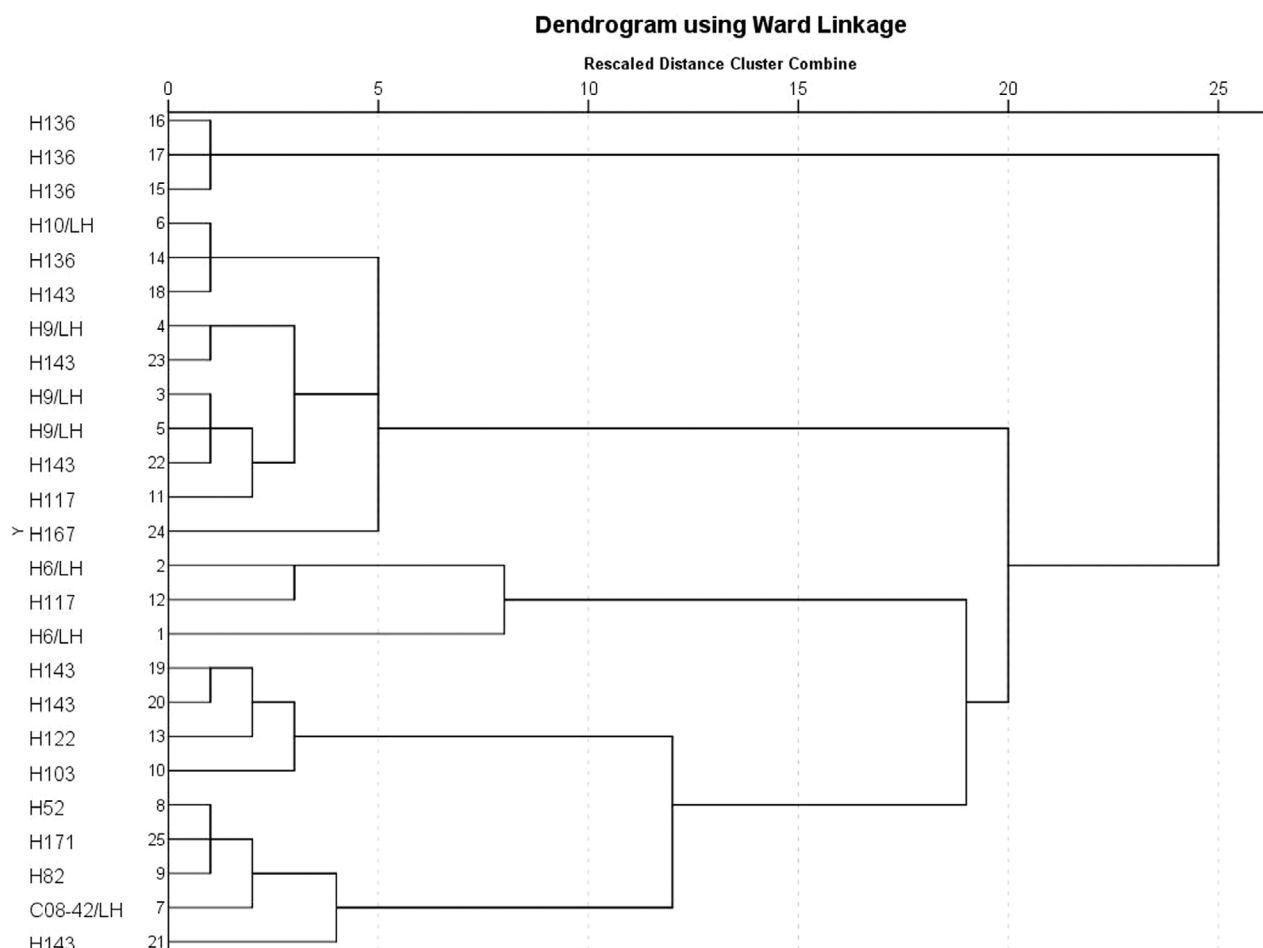 Dendrogram using Ward Linkage
Rescaled Distance Cluster Combine
0 5 10 15 20 25
H136 16
H136 17
H136 15
H10/LH 6
H136 14
H143 18
H9/LH 4
H143 23
H9/LH 3
H9/LH 5
H143 22
H117 11
Y H167 24
H6/LH 2
H117 12
H6/LH 1
H143 19
H143 20
H122 13
H103 10
H52 8
H171 25
H82 9
C08-42/LH 7
H143 21